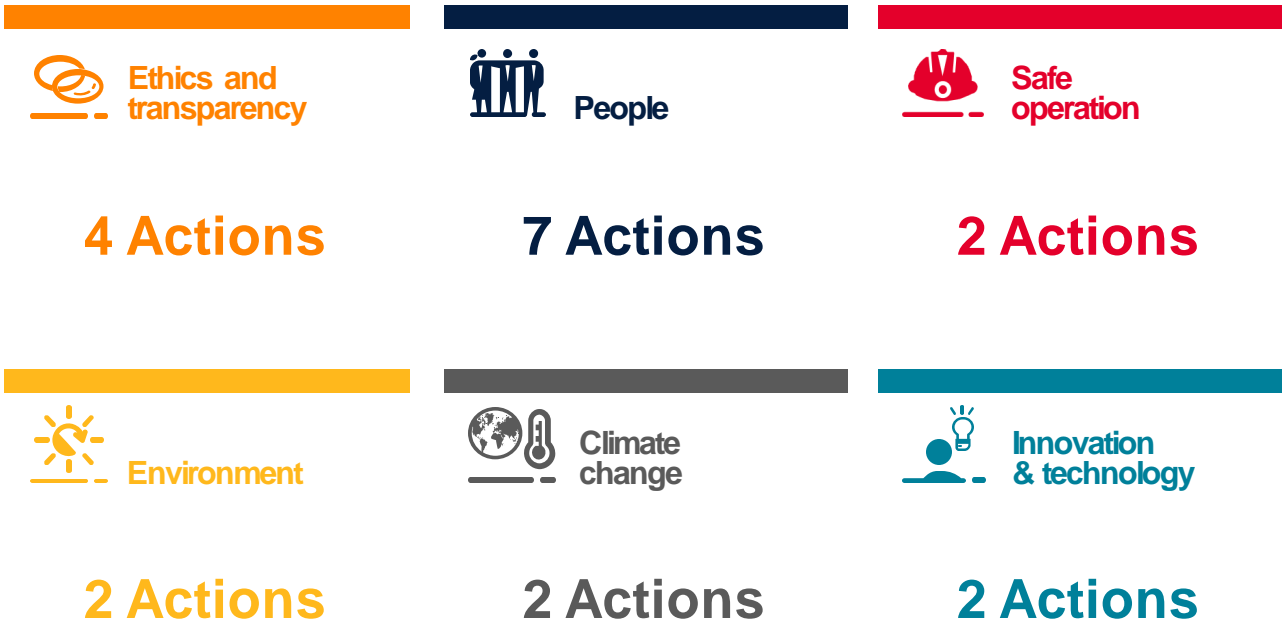 Ethics and
transparency
People
Safe
operation
4 Actions
7 Actions
2 Actions
Environment
Climate
change
Innovation
& technology
2 Actions
2 Actions
2 Actions